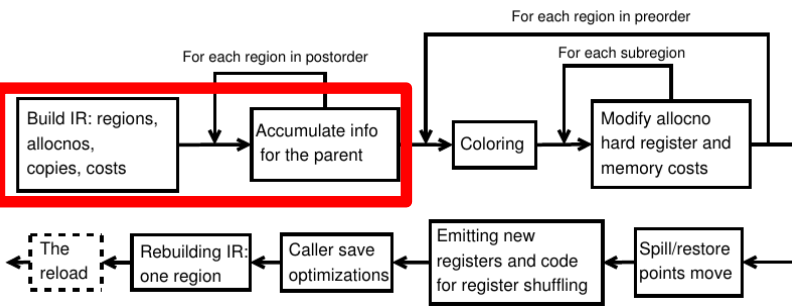 For each region in preorder
For each region in postorder
For each subregion
Build IR: regions,
allocnos,
copies, costs
Accumulate info
for the parent
Coloring
Modify allocno
hard register and
memory costs
The
reload
Rebuilding IR:
one region
Caller save
optimizations
Emitting new
registers and code
for register shuffling
Spill/restore
points move